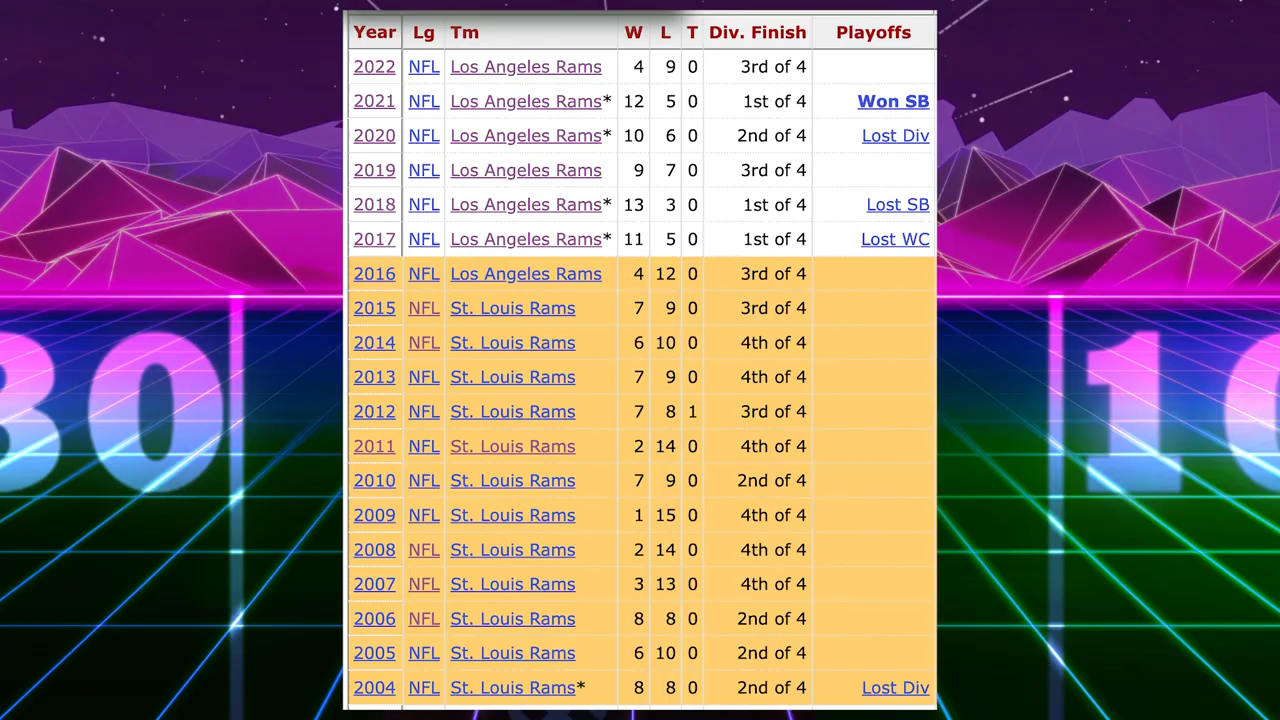 Year Lg Tm W L T Div. Finish Playoffs
2022 NFL Los Angeles Rams 4 9 0 3rd of 4
2021 NFL Los Angeles Rams* 12 5 0 1st of 4 Won SB
2020 NFL Los Angeles Rams* 10 6 0 2nd of 4 Lost Div
2019 NFL Los Angeles Rams 9 7 0 3rd of 4
2018 NFL Los Angeles Rams* 13 3 0 1st of 4 Lost SB
2017 NFL Los Angeles Rams* 11 5 0 1st of 4 Lost WC
2016 NFL Los Angeles Rams 4 12 0 3rd of 4
2015 NFL St. Louis Rams 7 9 0 3rd of 4
2014 NFL St. Louis Rams 6 10 0 4th of 4
2013 NFL St. Louis Rams 7 9 0 4th of 4
2012 NFL St. Louis Rams 7 8 1 3rd of 4
2011 NFL St. Louis Rams 2 14 0 4th of 4
2010 NFL St. Louis Rams 7 9 0 2nd of 4
2009 NFL St. Louis Rams 1 15 0 4th of 4
2008 NFL St. Louis Rams 2 14 0 4th of 4
2007 NFL St. Louis Rams 3 13 0 4th of 4
2006 NFL St. Louis Rams 8 8 0 2nd of 4
2005 NFL St. Louis Rams 6 10 0 2nd of 4
2004 NFL St. Louis Rams* 8 8 0 2nd of 4 Lost Div
30
10